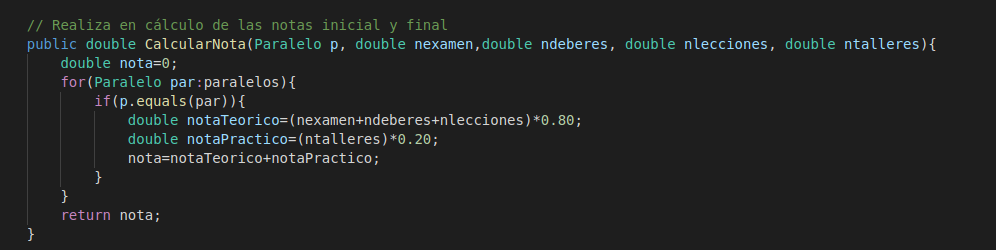 // Realiza en cálculo de las notas inicial y final
public double CalcularNota(Paralelo p, double nexamen,double ndeberes, double nlecciones, double ntalleres){
    double nota=0;
    for(Paralelo par:paralelos){
        if(p.equals(par)){
            double notaTeorico=(nexamen+ndeberes+nlecciones)*0.80;
            double notaPractico=(ntalleres)*0.20;
            nota=notaTeorico+notaPractico;
        }
    }
    return nota;
}